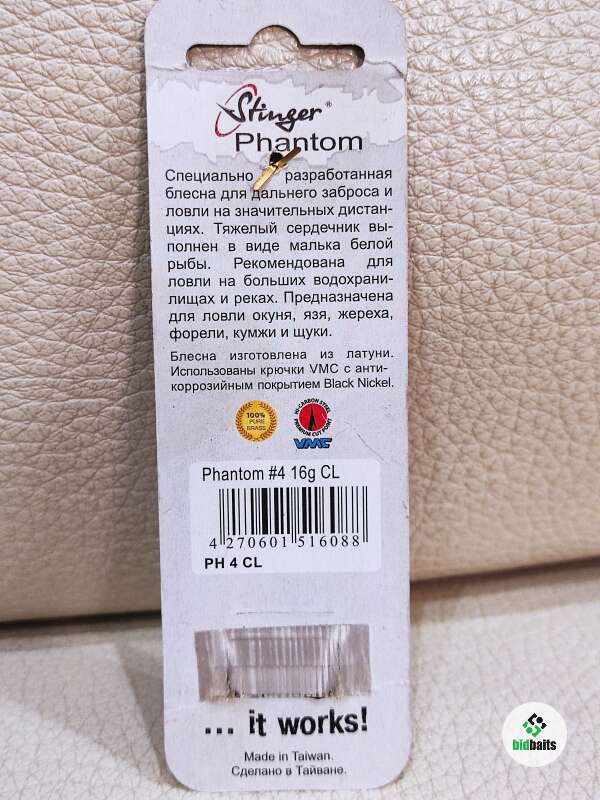 Stinger®
Phantom
Специально разработанная
блесна для дальнего заброса и
ловли на значительных дистан-
циях. Тяжелый сердечник вы-
полнен в виде малька белой
рыбы. Рекомендована для
ловли на больших водохрани-
лищах и реках. Предназначена
для ловли окуня, язя, жереха,
форели, кумжи и щуки.
Блесна изготовлена из латуни.
Использованы крючки VMC с анти-
коррозийным покрытием Black Nickel.
100%
PURE
BRASS
HI-CARBON STEEL
PREMIUM CUT POINT
VMC
Phantom #4 16g CL
4 270601 516088
PH 4 CL
... it works!
Made in Taiwan.
Сделано в Тайване.
bidbaits